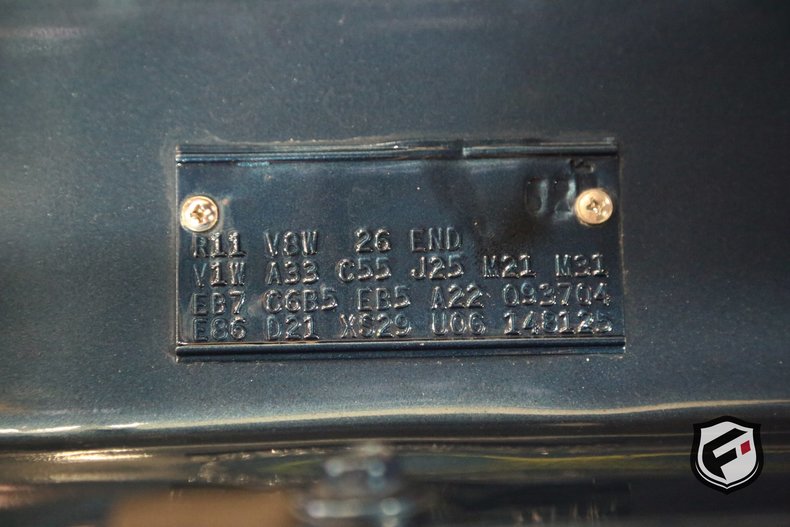 R11 V8W 26 END
V1W A33 C55 J25 M21 M31
EB7 C6B5 EB5 A22 093704
E86 D21 XS29 U06 148125